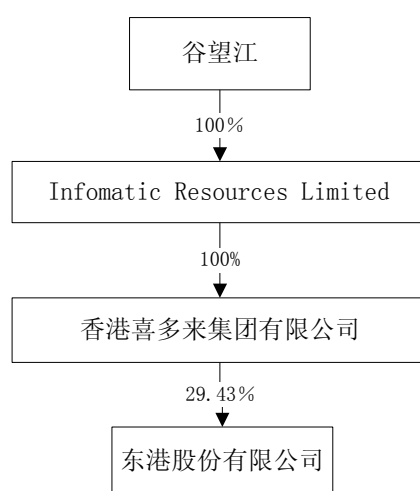 谷望江
100%
Infomatic Resources Limited
100%
香港喜多来集团有限公司
29.43%
东港股份有限公司